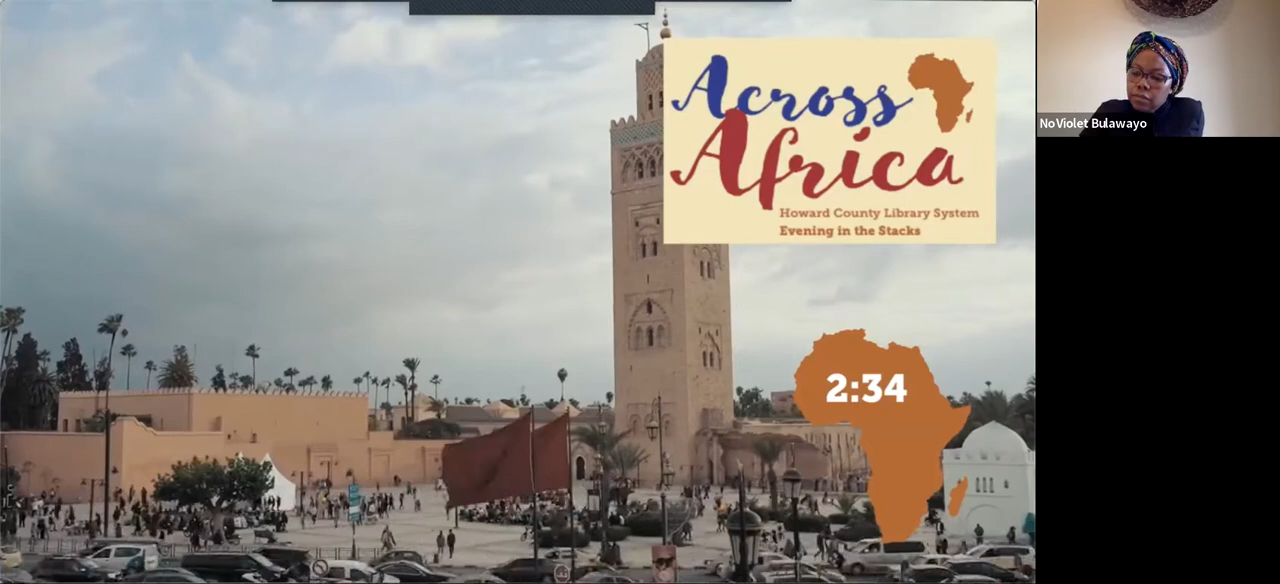 Across
Africa
Howard County Library System
Evening in the Stacks
2:34
NoViolet Bulawayo